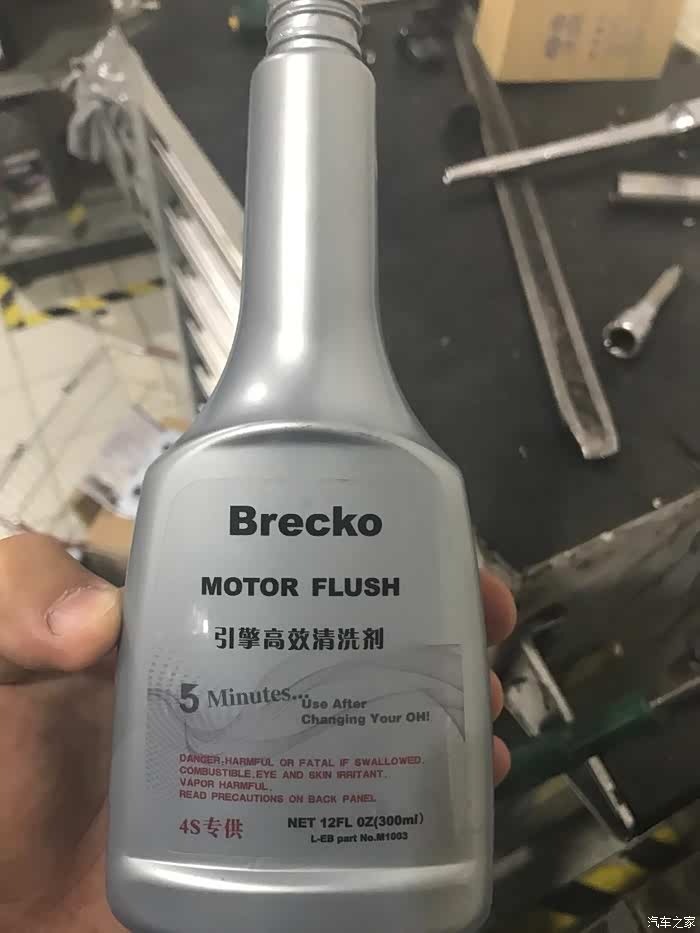 Brecko
MOTOR FLUSH
引擎高效清洗剂
5 Minutes...
Use After
Changing Your OH!
DANGER.HARMFUL OR FATAL IF SWALLOWED.
COMBUSTIBLE.EYE AND SKIN IRRITANT.
VAPOR HARMFUL.
READ PRECAUTIONS ON BACK PANEL
4S专供
NET 12FL 0Z(300ml)
L-EB part No.M1003
汽车之家